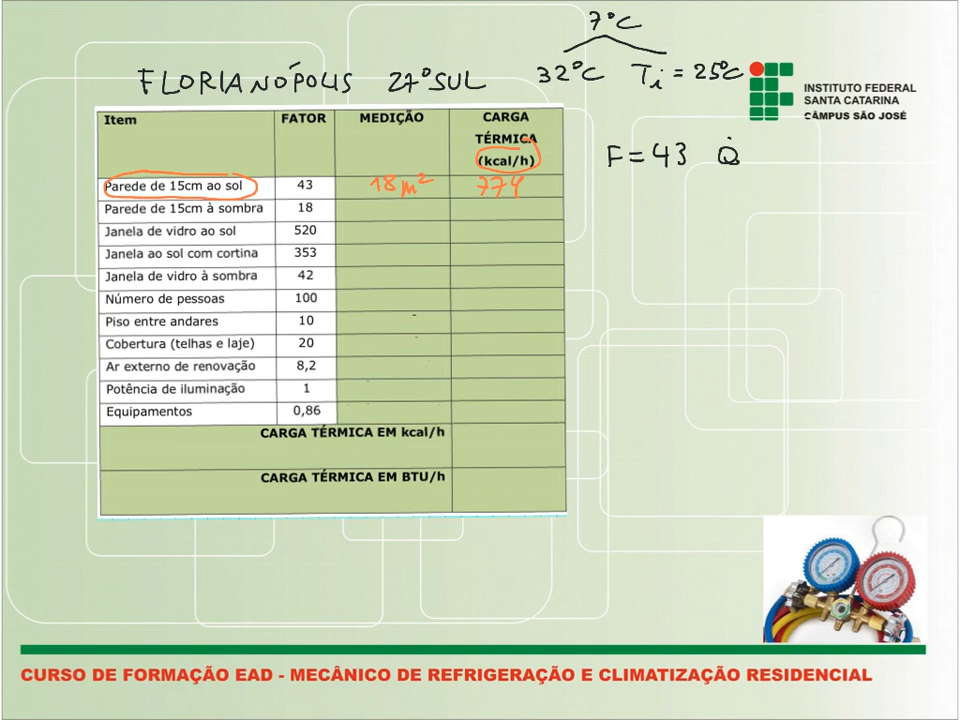 7°C
FLORIANÓPOLIS 27° SUL 32°C Ti = 25°C
INSTITUTO FEDERAL
SANTA CATARINA
CÂMPUS SÃO JOSÉ
F = 43 Q̇
Item FATOR MEDIÇÃO CARGA TÉRMICA (kcal/h)
Parede de 15cm ao sol 43 18 m² 774
Parede de 15cm à sombra 18
Janela de vidro ao sol 520
Janela ao sol com cortina 353
Janela de vidro à sombra 42
Número de pessoas 100
Piso entre andares 10
Cobertura (telhas e laje) 20
Ar externo de renovação 8,2
Potência de iluminação 1
Equipamentos 0,86
CARGA TÉRMICA EM kcal/h
CARGA TÉRMICA EM BTU/h
CURSO DE FORMAÇÃO EAD - MECÂNICO DE REFRIGERAÇÃO E CLIMATIZAÇÃO RESIDENCIAL